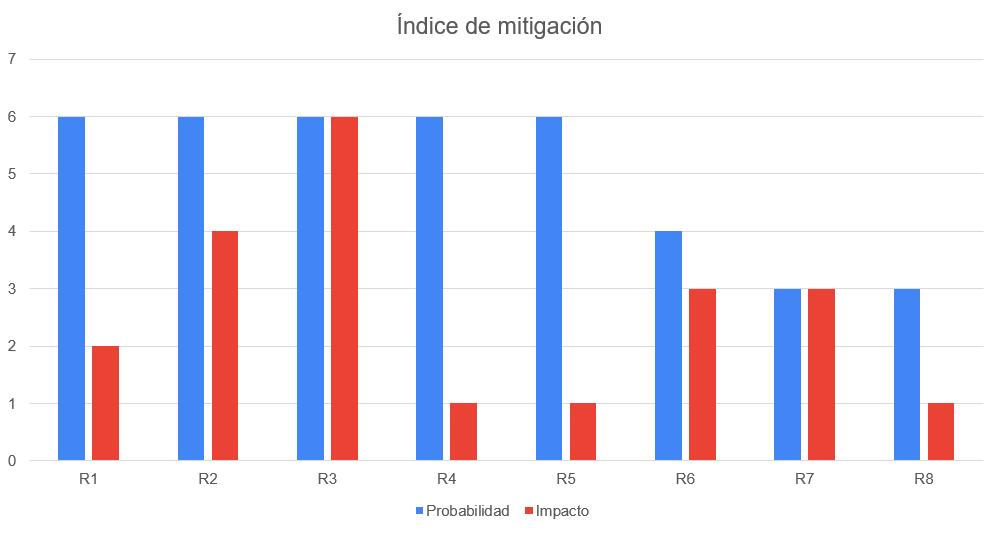 Índice de mitigación
7
6
5
4
3
2
1
0
R1 R2 R3 R4 R5 R6 R7 R8
Probabilidad Impacto